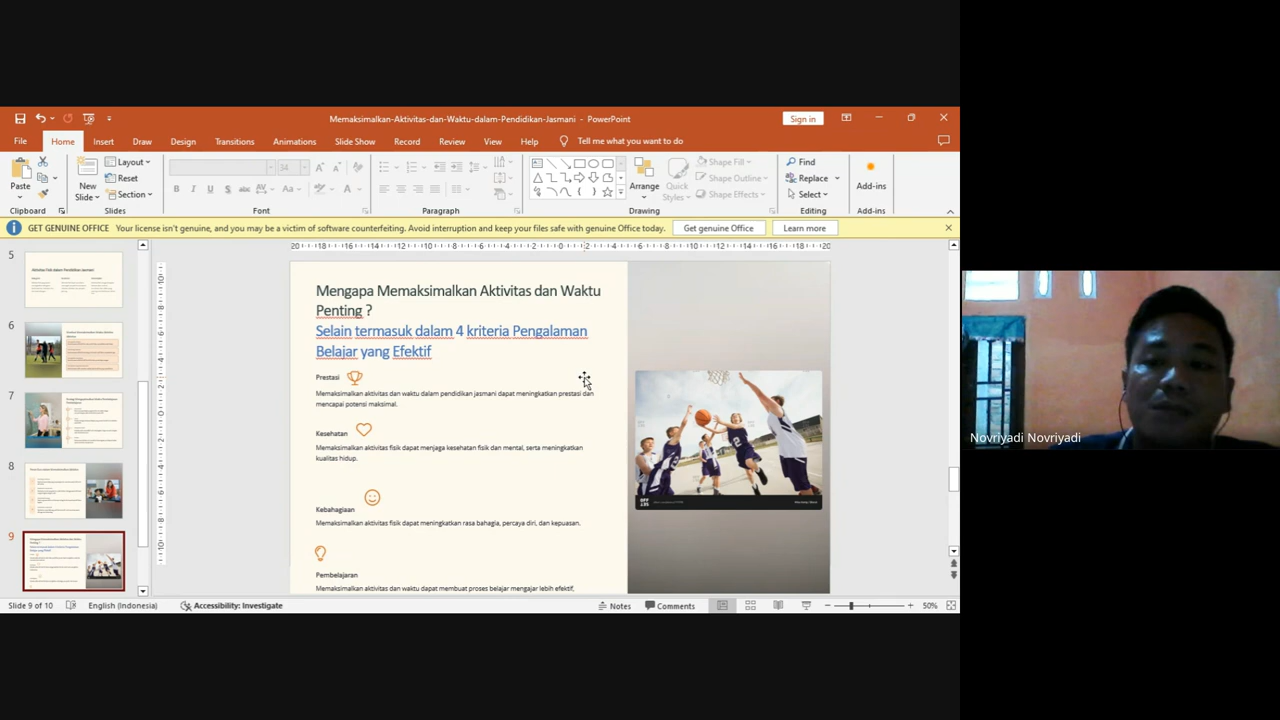 Memaksimalkan-Aktivitas-dan-Waktu-dalam-Pendidikan-Jasmani - PowerPoint
Sign in
File Home Insert Draw Design Transitions Animations Slide Show Record Review View Help Tell me what you want to do
Paste
Clipboard
New
Slide
Layout
Reset
Section
Slides
34
Font
Paragraph
Arrange
Quick
Styles
Shape Fill
Shape Outline
Shape Effects
Drawing
Find
Replace
Select
Editing
Add-ins
Add-ins
GET GENUINE OFFICE Your license isn't genuine, and you may be a victim of software counterfeiting. Avoid interruption and keep your files safe with genuine Office today. Get genuine Office Learn more
5
6
7
8
9
Mengapa Memaksimalkan Aktivitas dan Waktu
Penting ?
Selain termasuk dalam 4 kriteria Pengalaman
Belajar yang Efektif
Prestasi
Memaksimalkan aktivitas dan waktu dalam pendidikan jasmani dapat meningkatkan prestasi dan
mencapai potensi maksimal.
Kesehatan
Memaksimalkan aktivitas fisik dapat menjaga kesehatan fisik dan mental, serta meningkatkan
kualitas hidup.
Kebahagiaan
Memaksimalkan aktivitas fisik dapat meningkatkan rasa bahagia, percaya diri, dan kepuasan.
Pembelajaran
Memaksimalkan aktivitas dan waktu dapat membuat proses belajar mengajar lebih efektif,
Novriyadi Novriyadi
Slide 9 of 10 English (Indonesia) Accessibility: Investigate Notes Comments 50%